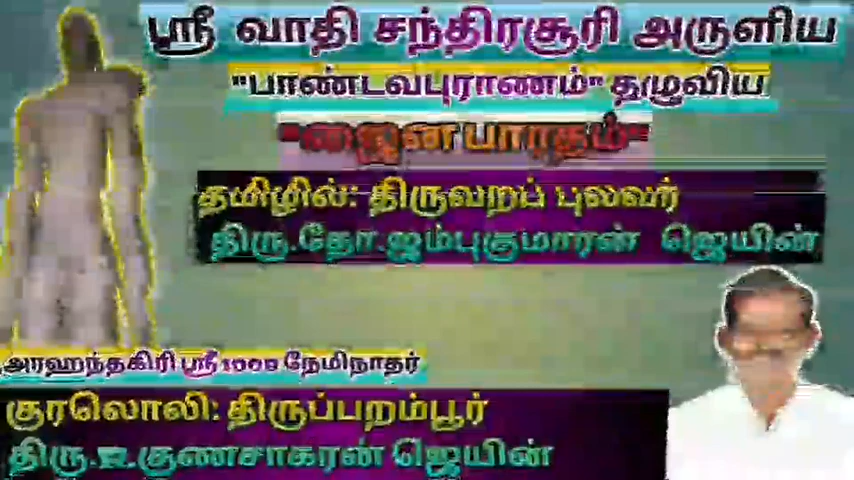 ஸ்ரீ வாதி சந்திரசூரி அருளிய
"பாண்டவபுராணம்" தழுவிய
"ஜைன பாரதம்"
தமிழில்: திருவறப் புலவர்
திரு.தோ.ஜம்புகுமாரன் ஜெயின்
அரஹந்தகிரி ஸ்ரீ 1008 நேமிநாதர்
குரலொலி: திருப்பறம்பூர்
திரு.ஐ.குணசாகரன் ஜெயின்